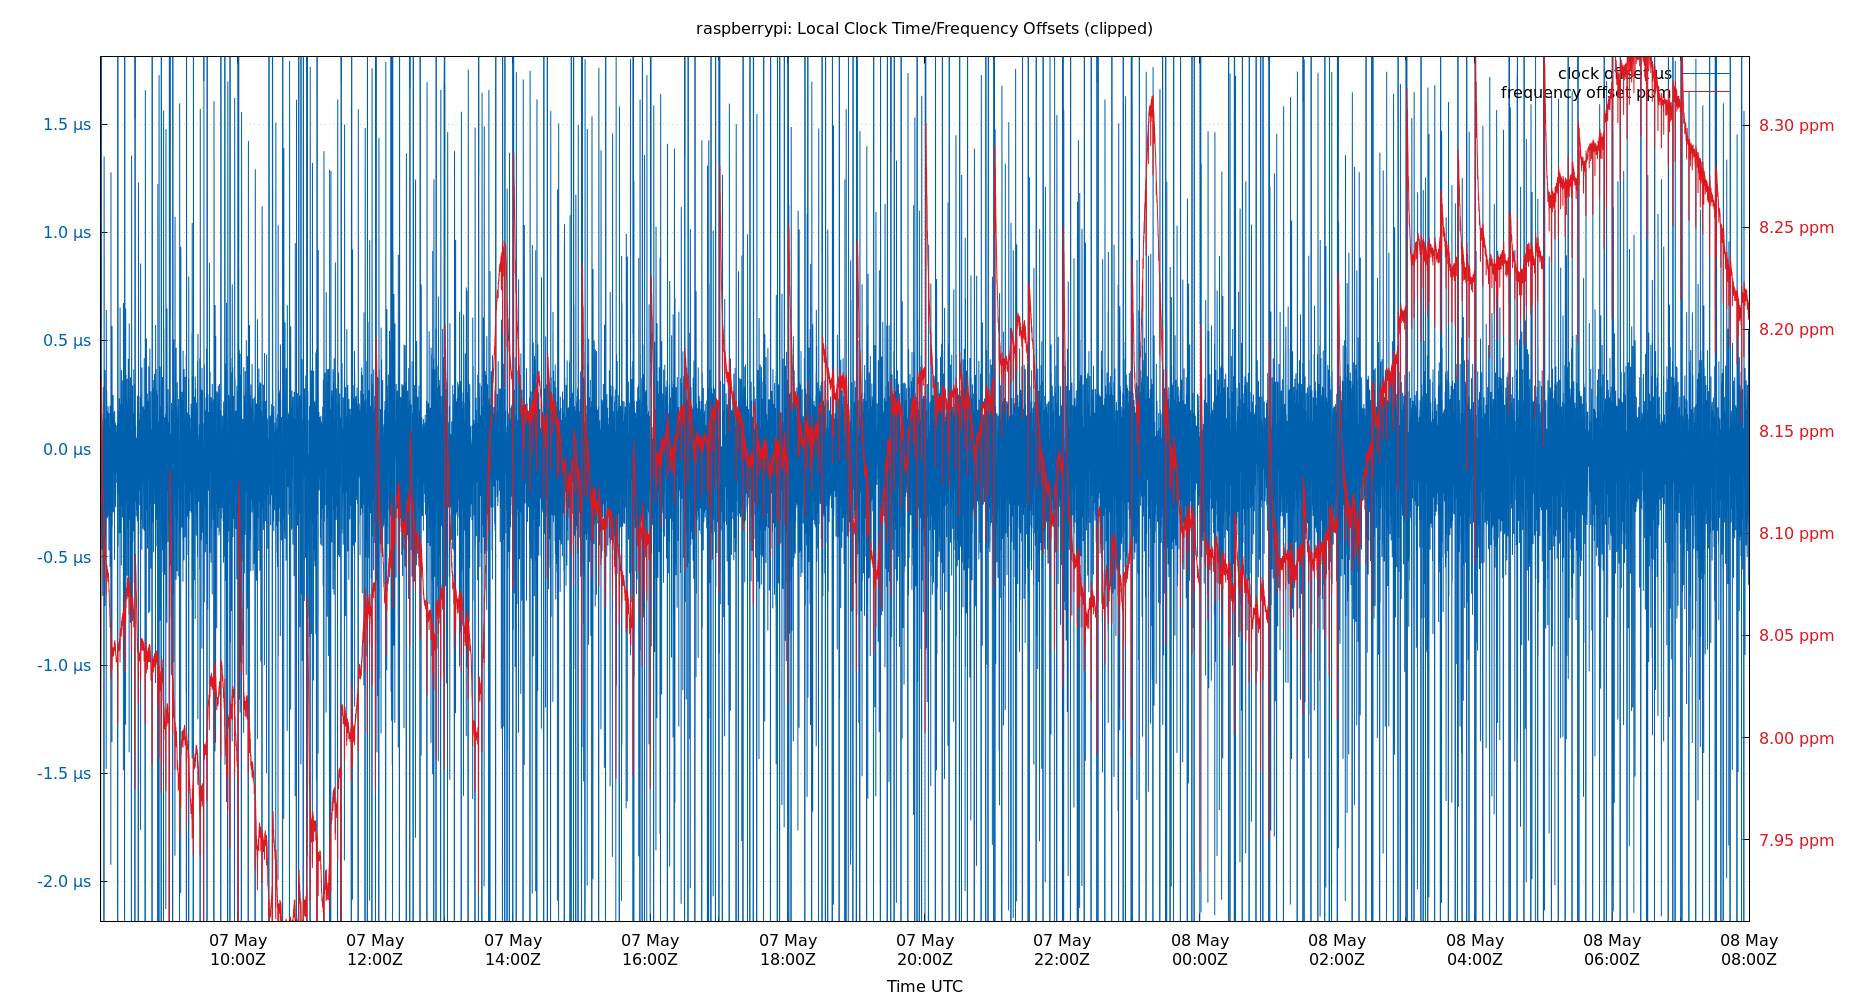 raspberrypi: Local Clock Time/Frequency Offsets (clipped)
clock offset us
frequency offset ppm
1.5 µs
1.0 µs
0.5 µs
0.0 µs
-0.5 µs
-1.0 µs
-1.5 µs
-2.0 µs
8.30 ppm
8.25 ppm
8.20 ppm
8.15 ppm
8.10 ppm
8.05 ppm
8.00 ppm
7.95 ppm
07 May 07 May 07 May 07 May 07 May 07 May 07 May 08 May 08 May 08 May 08 May 08 May
10:00Z 12:00Z 14:00Z 16:00Z 18:00Z 20:00Z 22:00Z 00:00Z 02:00Z 04:00Z 06:00Z 08:00Z
Time UTC